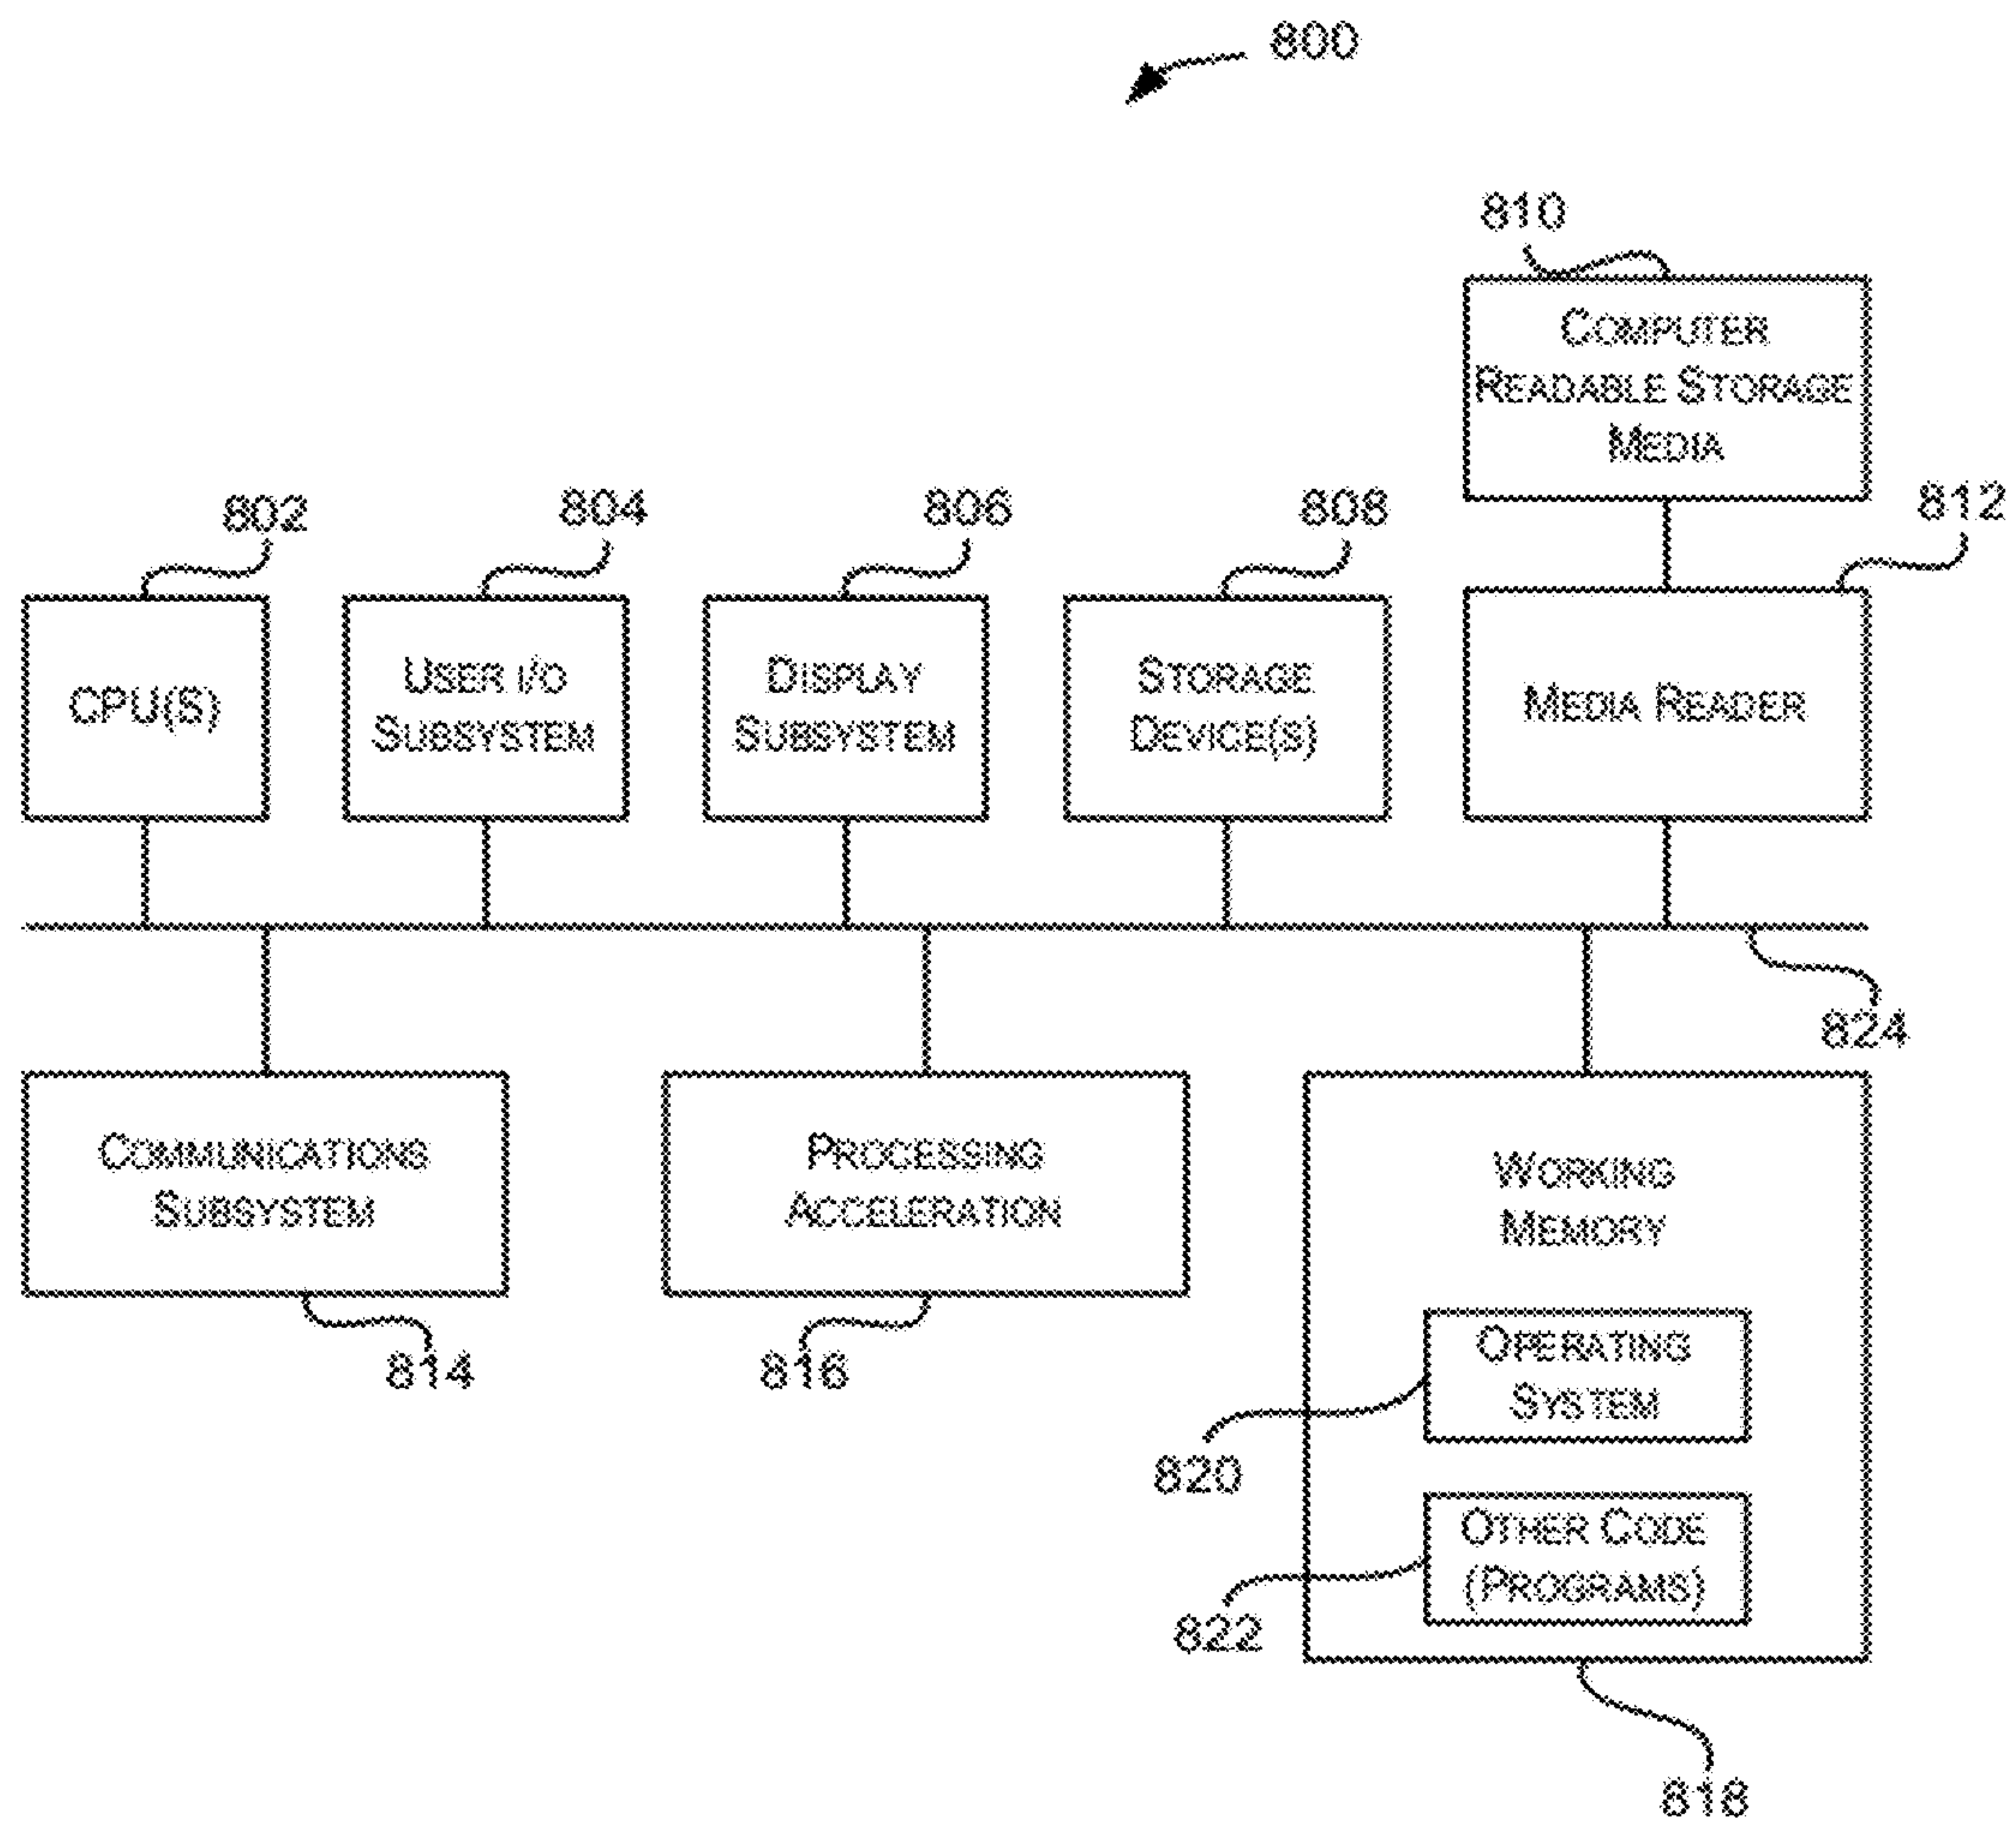 800
810
COMPUTER
READABLE STORAGE
MEDIA
802
804
806
808
812
CPU(S)
USER I/O
SUBSYSTEM
DISPLAY
SUBSYSTEM
STORAGE
DEVICE(S)
MEDIA READER
824
COMMUNICATIONS
SUBSYSTEM
PROCESSING
ACCELERATION
WORKING
MEMORY
814
816
OPERATING
SYSTEM
820
OTHER CODE
(PROGRAMS)
822
818